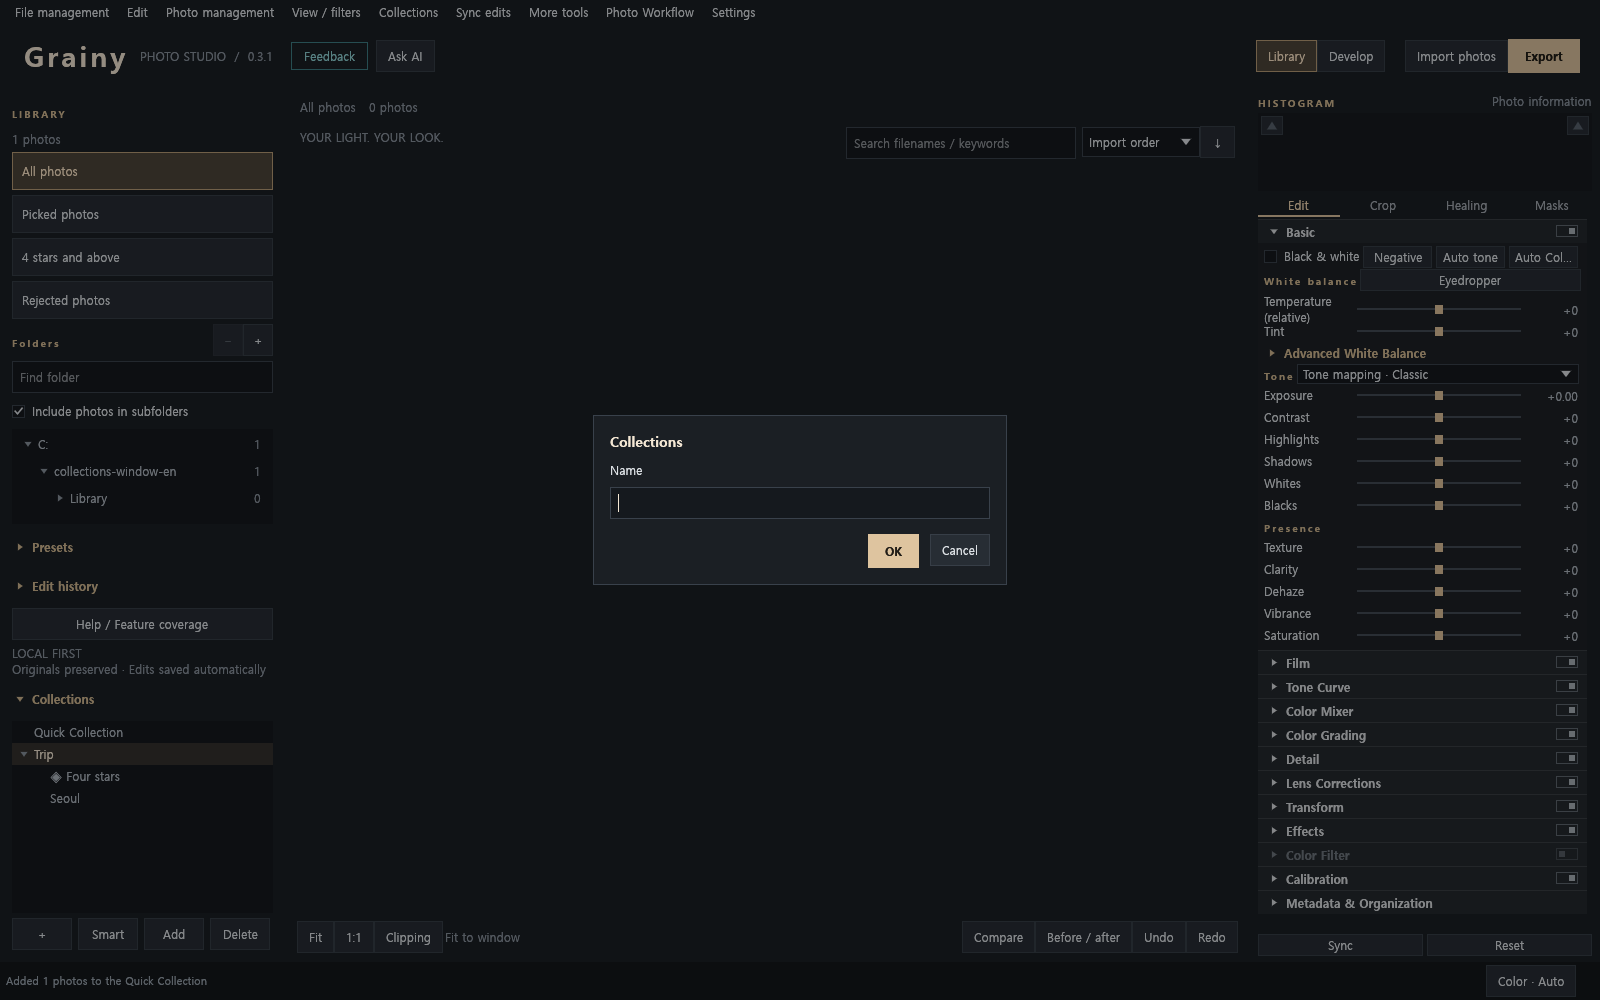 File management Edit Photo management View / filters Collections Sync edits More tools Photo Workflow Settings
Grainy PHOTO STUDIO / 0.3.1 Feedback Ask AI Library Develop Import photos Export
LIBRARY
1 photos
All photos
Picked photos
4 stars and above
Rejected photos
Folders − +
Find folder
Include photos in subfolders
C: 1
collections-window-en 1
Library 0
Presets
Edit history
Help / Feature coverage
LOCAL FIRST
Originals preserved · Edits saved automatically
Collections
Quick Collection
Trip
Four stars
Seoul
+ Smart Add Delete
All photos 0 photos
YOUR LIGHT. YOUR LOOK.
Search filenames / keywords Import order ↓
Collections
Name
OK Cancel
Fit 1:1 Clipping Fit to window Compare Before / after Undo Redo
HISTOGRAM Photo information
Edit Crop Healing Masks
Basic
Black & white Negative Auto tone Auto Col...
White balance Eyedropper
Temperature
(relative) +0
Tint +0
Advanced White Balance
Tone Tone mapping · Classic
Exposure +0.00
Contrast +0
Highlights +0
Shadows +0
Whites +0
Blacks +0
Presence
Texture +0
Clarity +0
Dehaze +0
Vibrance +0
Saturation +0
Film
Tone Curve
Color Mixer
Color Grading
Detail
Lens Corrections
Transform
Effects
Color Filter
Calibration
Metadata & Organization
Sync Reset
Added 1 photos to the Quick Collection Color · Auto